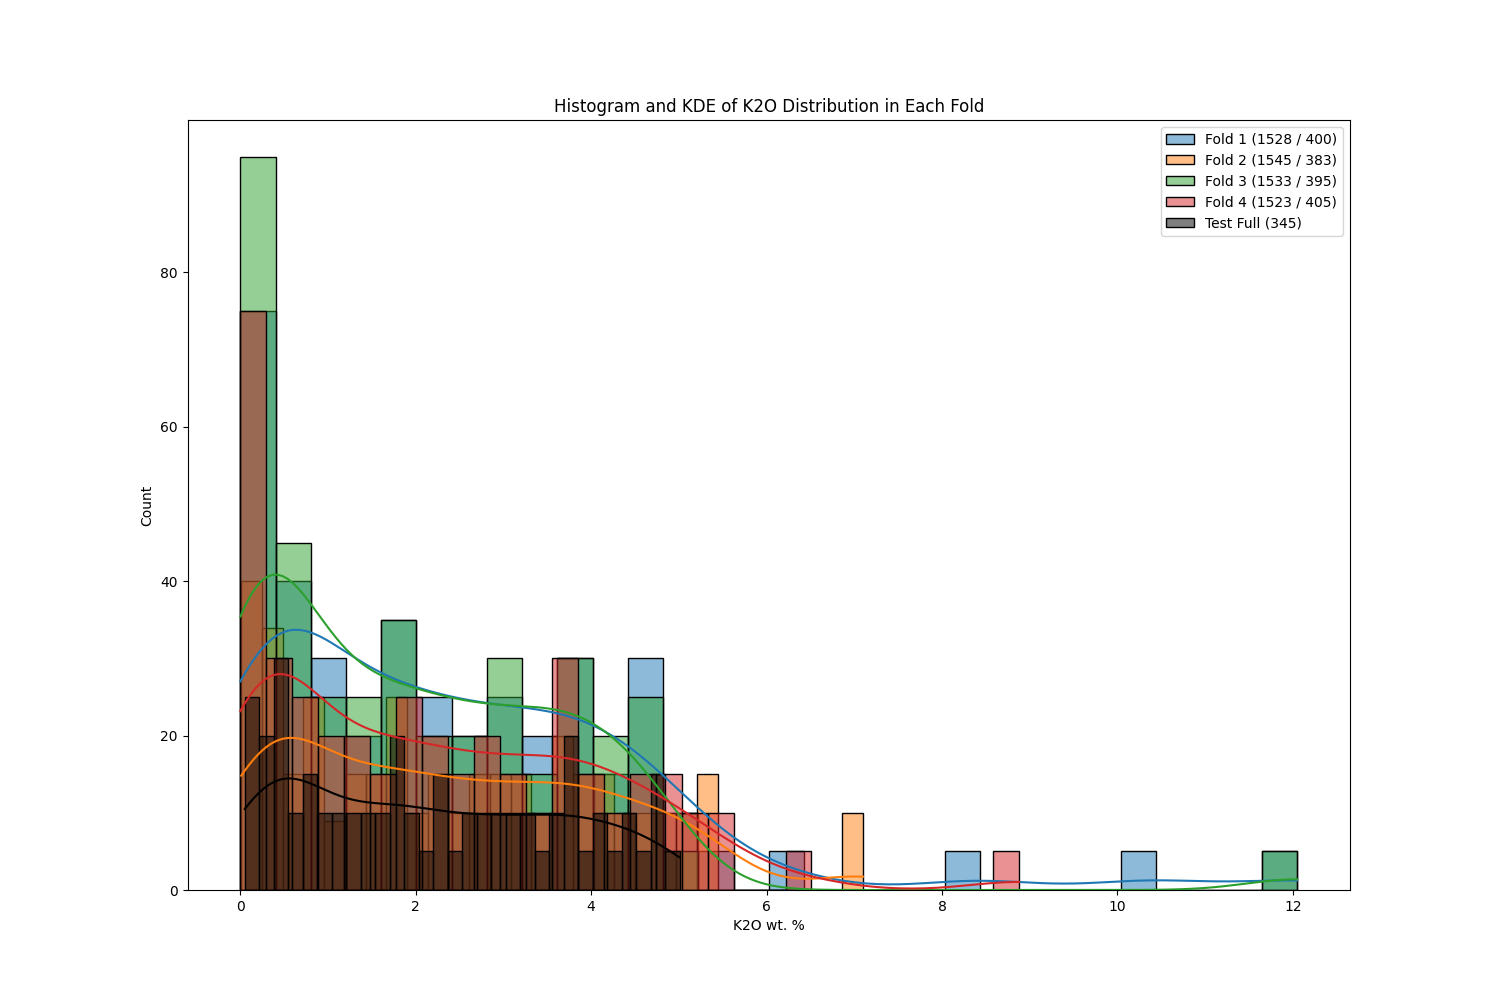 Histogram and KDE of K2O Distribution in Each Fold
Fold 1 (1528 / 400)
Fold 2 (1545 / 383)
Fold 3 (1533 / 395)
Fold 4 (1523 / 405)
Test Full (345)
Count
80
60
40
20
0
0 2 4 6 8 10 12
K2O wt. %